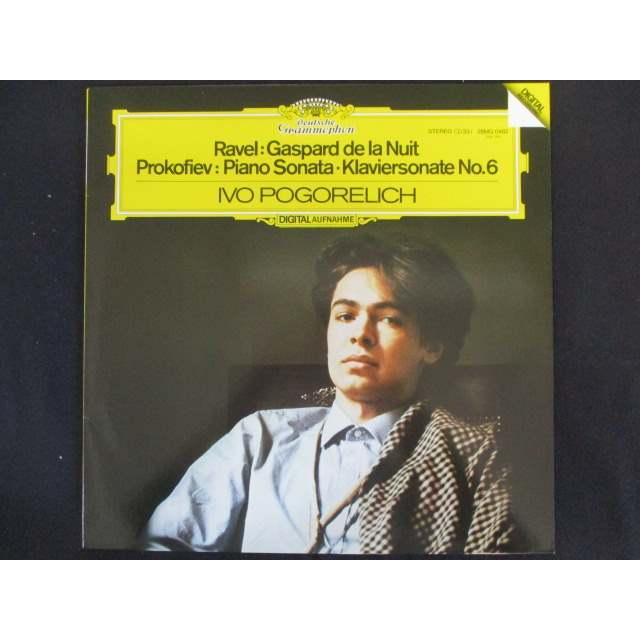 DIGITAL
Deutsche
Grammophon
STEREO
Ravel: Gaspard de la Nuit
Prokofiev: Piano Sonata · Klaviersonate No. 6
IVO POGORELICH
DIGITAL AUFNAHME